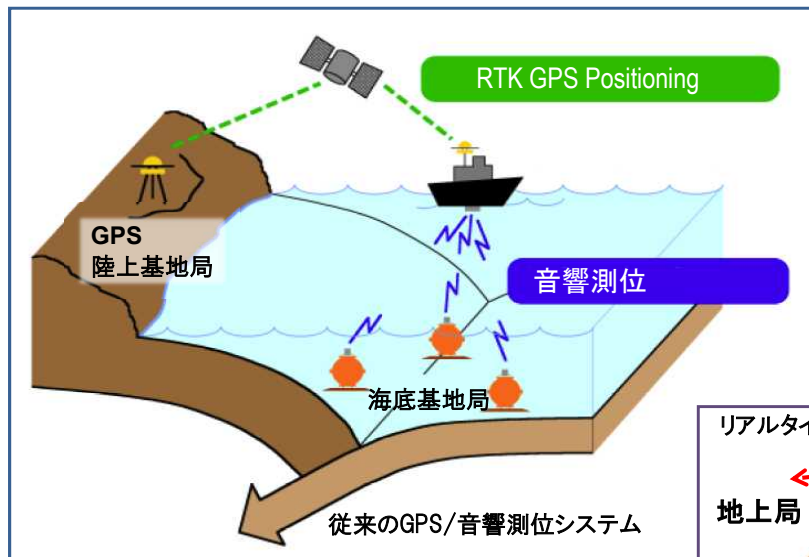 RTK GPS Positioning
GPS
陸上基地局
音響測位
海底基地局
従来のGPS/音響測位システム
リアルタイ
地上局